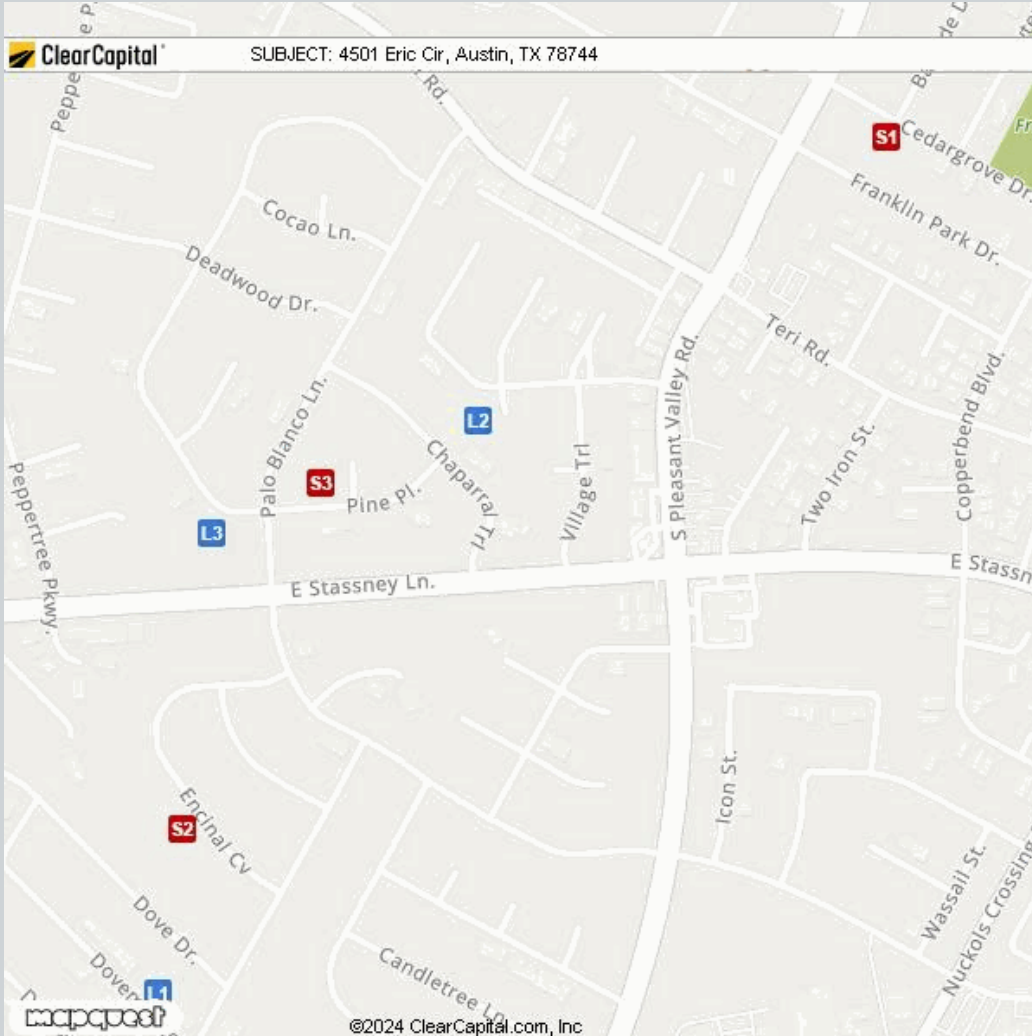 ClearCapital
SUBJECT: 4501 Eric Cir, Austin, TX 78744
Rd.
S1
Cedargrove Dr.
Fr
Franklin Park Dr.
Cocao Ln.
Deadwood Dr.
Teri Rd.
S Pleasant Valley Rd.
Copperbend Blvd.
Palo Blanco Ln.
L2
Two Iron St.
Chaparral Trl
Village Trl
S3
Pine Pl.
Peppertree Pkwy.
L3
E Stassney Ln.
E Stassn
Icon St.
S2
Encinal Cv
Wassail St.
Nuckols Crossing
Dove Dr.
Candletree Ln
L1
mapquest
©2024 ClearCapital.com, Inc